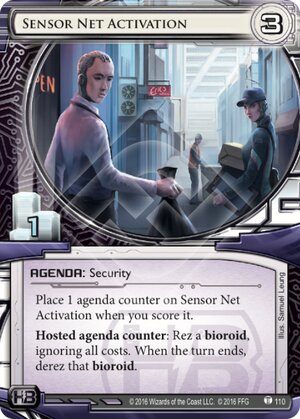 SENSOR NET ACTIVATION
3
PEN
1
AGENDA: Security
Place 1 agenda counter on Sensor Net
Activation when you score it.
Hosted agenda counter: Rez a bioroid,
ignoring all costs. When the turn ends,
derez that bioroid.
Illus. Samuel Leung
HB
© 2016 Wizards of the Coast LLC. © 2016 FFG
110